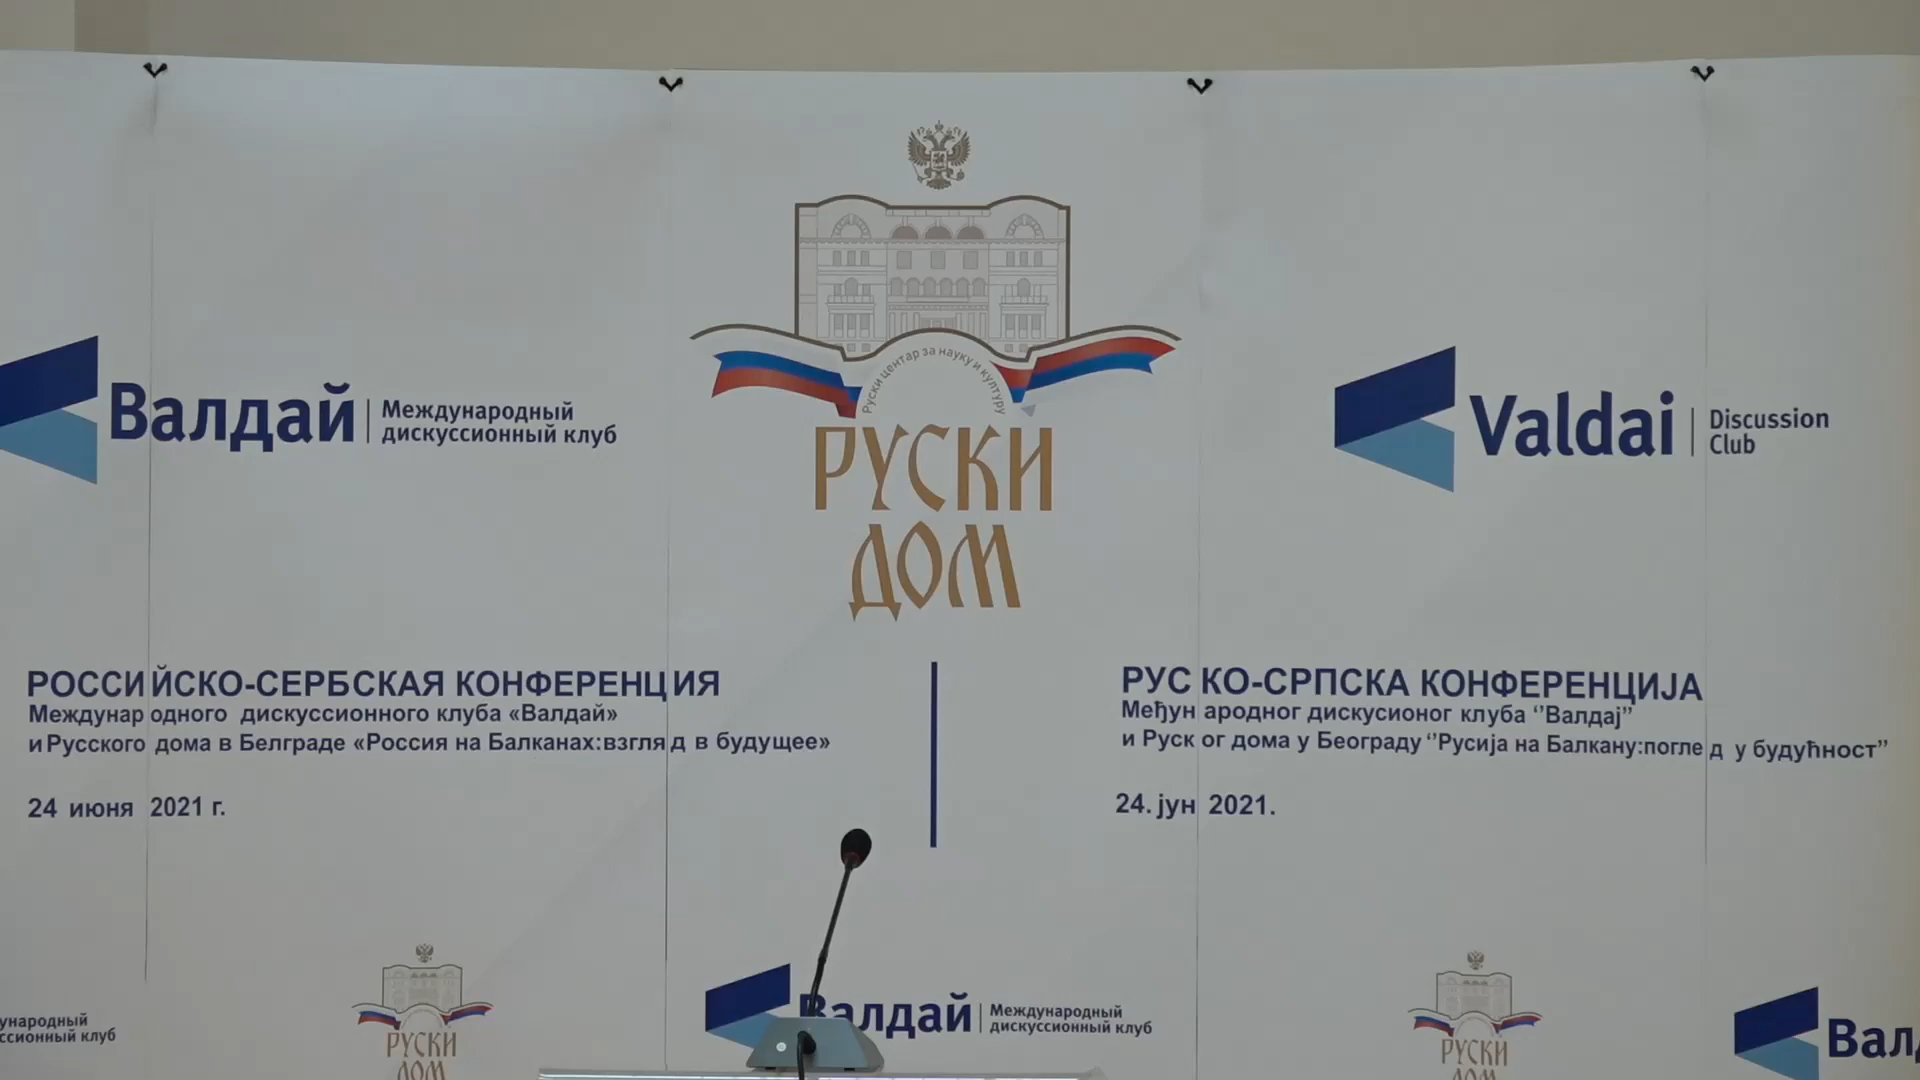 Руски центар за науку и културу
РУСКИ
ДОМ
Валдай
Международный
дискуссионный клуб
Valdai
Discussion
Club
РОССИЙСКО-СЕРБСКАЯ КОНФЕРЕНЦИЯ
Международного дискуссионного клуба «Валдай»
и Русского дома в Белграде «Россия на Балканах:взгляд в будущее»
24 июня 2021 г.
РУСКО-СРПСКА КОНФЕРЕНЦИЈА
Међународног дискусионог клуба ‘’Валдај’’
и Руског дома у Београду ‘’Русија на Балкану:поглед у будућност’’
24. јун 2021.
ународный
ссионный клуб
РУСКИ
ДОМ
Валдай
Международный
дискуссионный клуб
РУСКИ
ДОМ
Вал